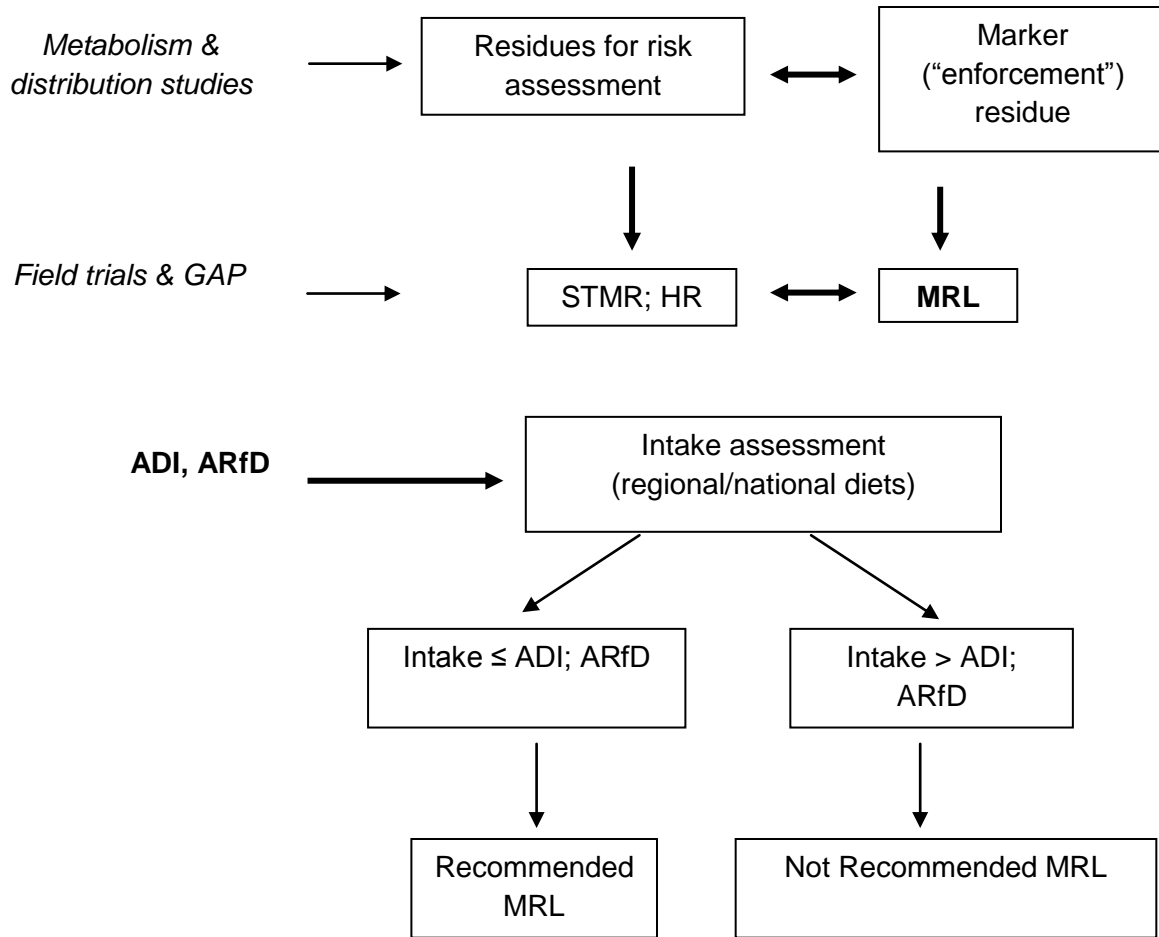 Metabolism &
distribution studies
Residues for risk
assessment
Marker
(“enforcement”)
residue
Field trials & GAP
STMR; HR
MRL
ADI, ARfD
Intake assessment
(regional/national diets)
Intake ≤ ADI; ARfD
Intake > ADI;
ARfD
Recommended
MRL
Not Recommended MRL